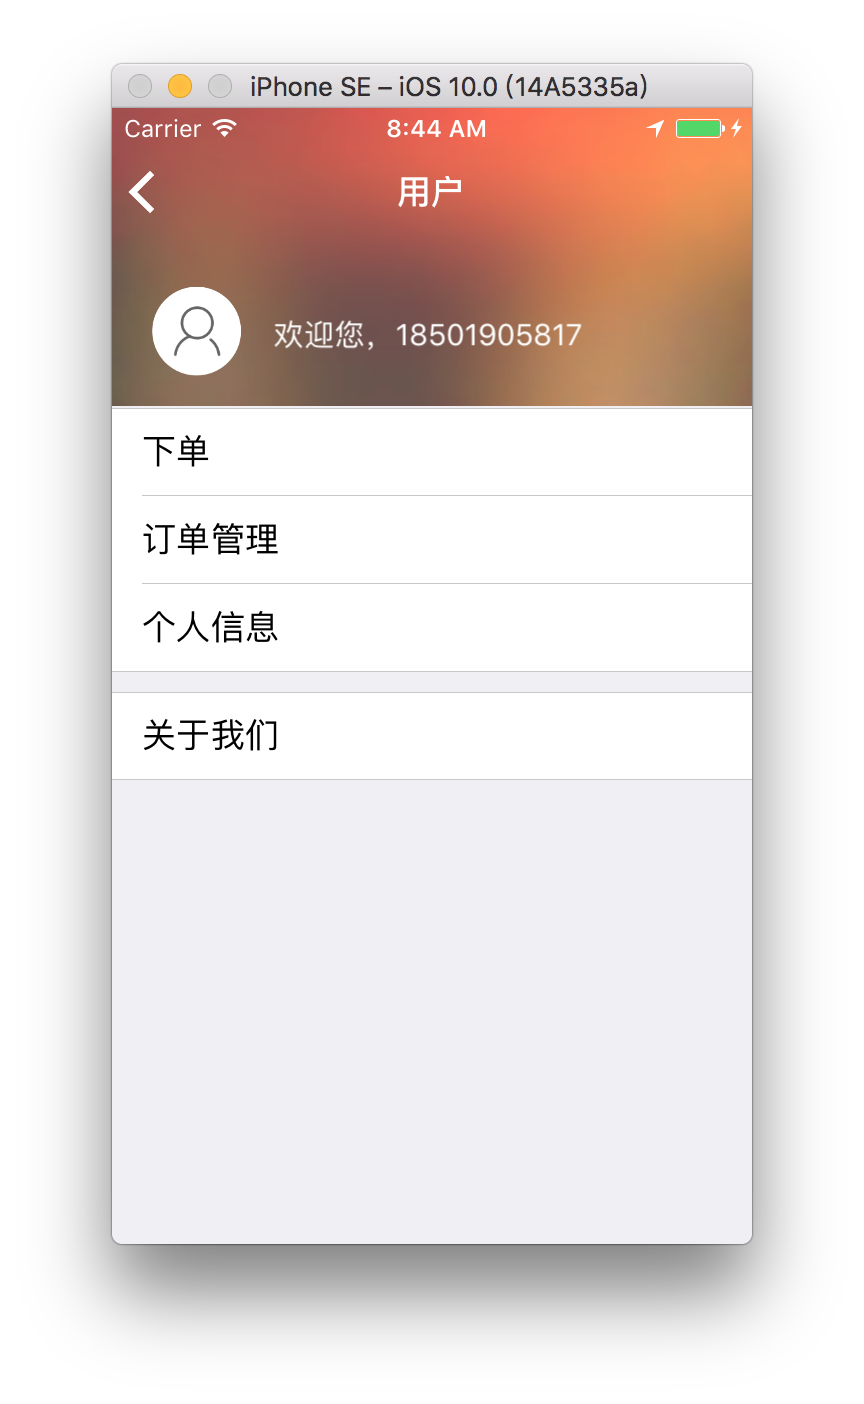 iPhone SE – iOS 10.0 (14A5335a)
Carrier 8:44 AM
用户
欢迎您，18501905817
下单
订单管理
个人信息
关于我们